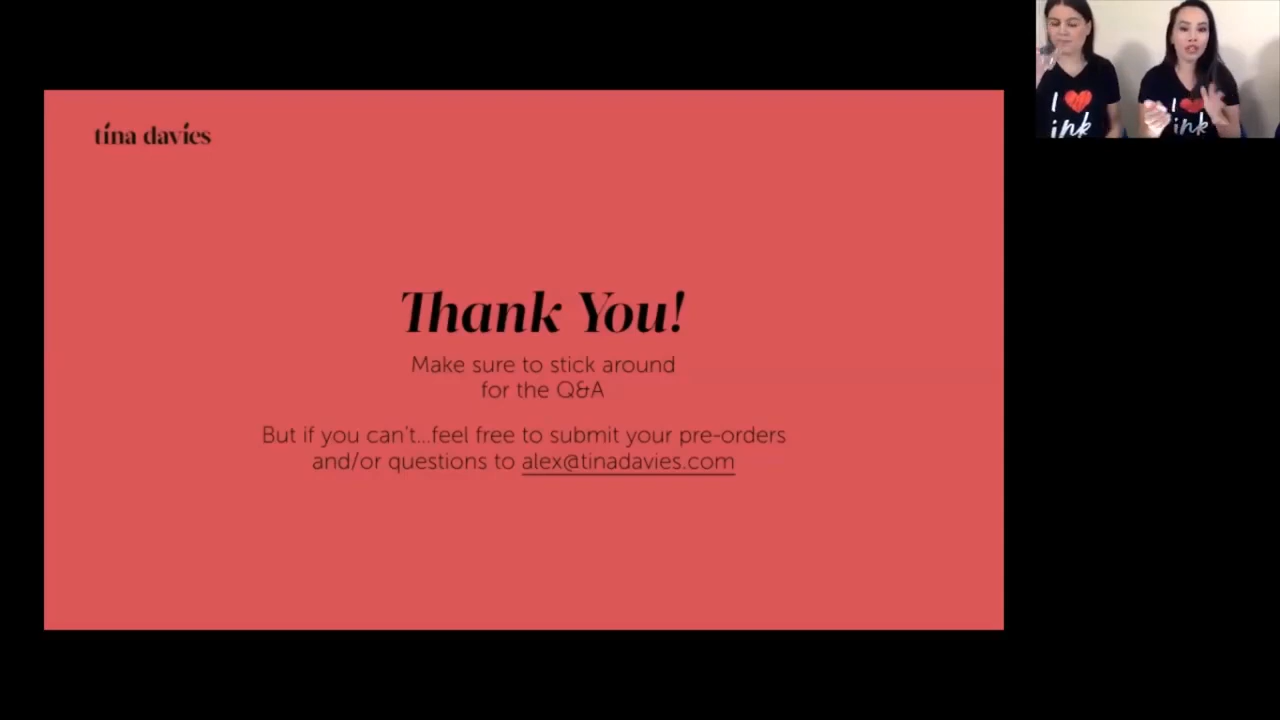 tina davies
Thank You!
Make sure to stick around
for the Q&A
But if you can't...feel free to submit your pre-orders
and/or questions to alex@tinadavies.com
I
ink
I
ink